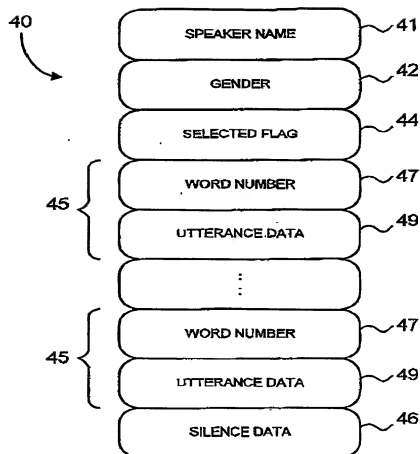 40
SPEAKER NAME 41
GENDER 42
SELECTED FLAG 44
45
WORD NUMBER 47
UTTERANCE DATA 49
⋮
45
WORD NUMBER 47
UTTERANCE DATA 49
SILENCE DATA 46